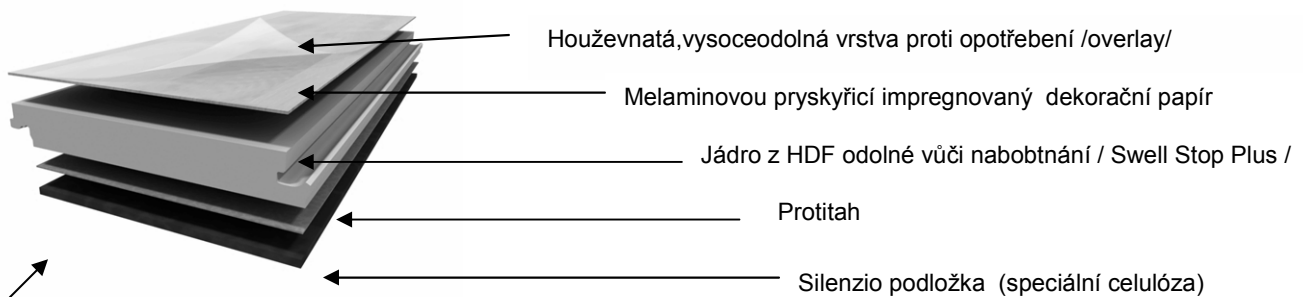 Houževnatá,vysoceodolná vrstva proti opotřebení /overlay/
Melaminovou pryskyřicí impregnovaný dekorační papír
Jádro z HDF odolné vůči nabobtnání / Swell Stop Plus /
Protitah
Silenzio podložka (speciální celulóza)